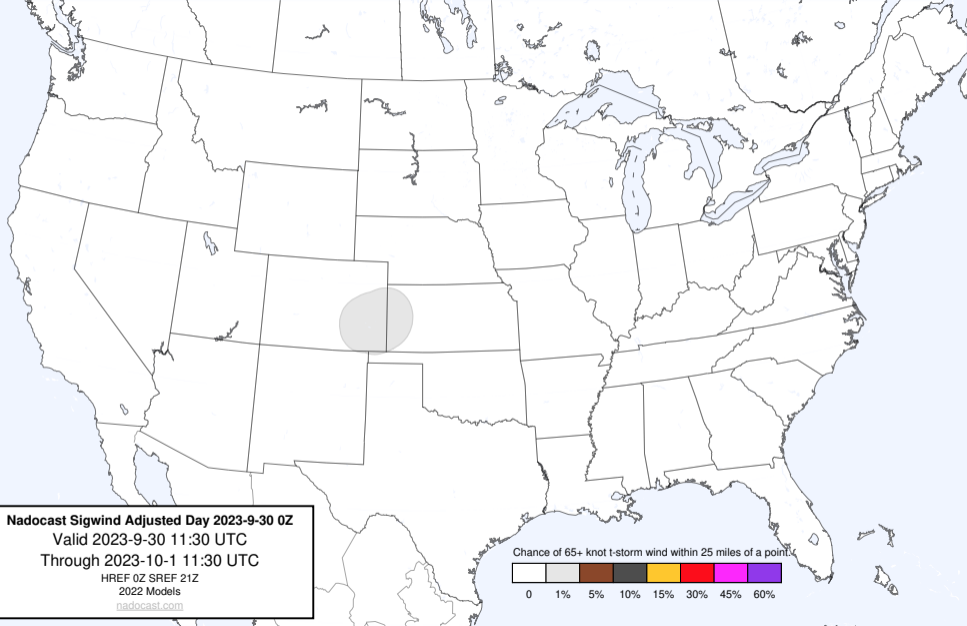 Nadocast Sigwind Adjusted Day 2023-9-30 0Z
Valid 2023-9-30 11:30 UTC
Through 2023-10-1 11:30 UTC
HREF 0Z SREF 21Z
2022 Models
nadocast.com
Chance of 65+ knot t-storm wind within 25 miles of a point.
0 1% 5% 10% 15% 30% 45% 60%